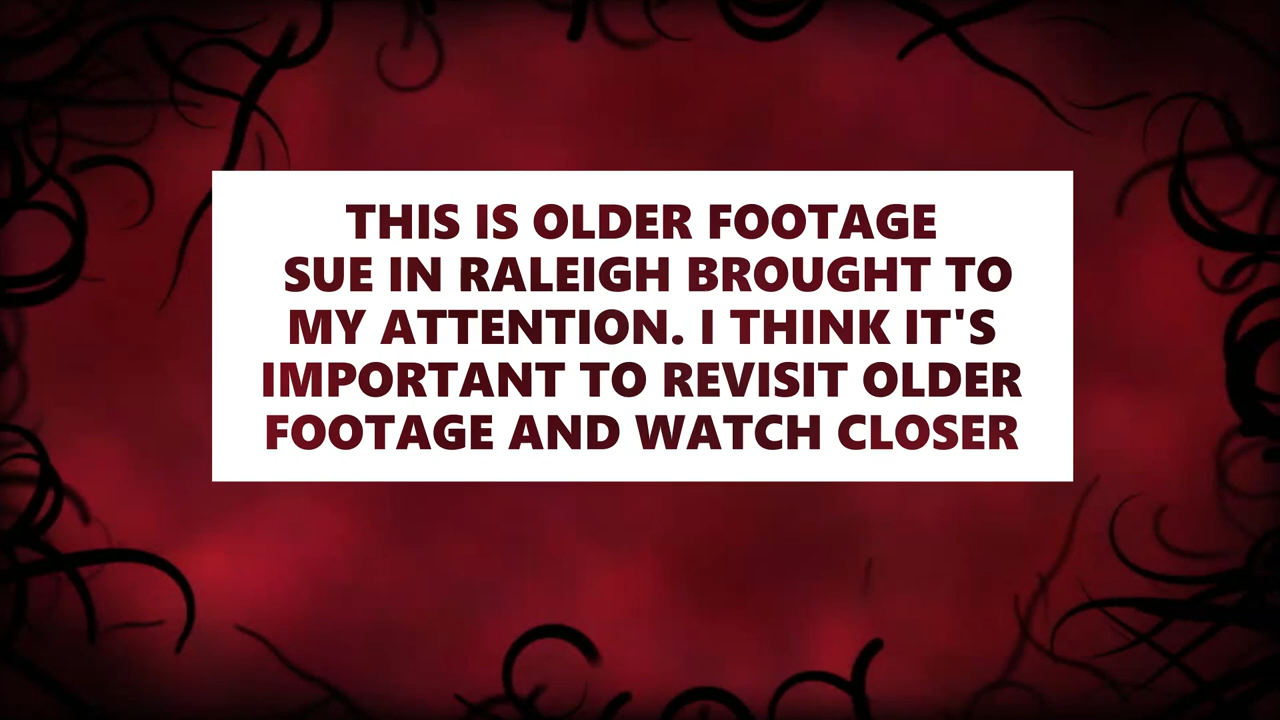 THIS IS OLDER FOOTAGE
SUE IN RALEIGH BROUGHT TO
MY ATTENTION. I THINK IT'S
IMPORTANT TO REVISIT OLDER
FOOTAGE AND WATCH CLOSER